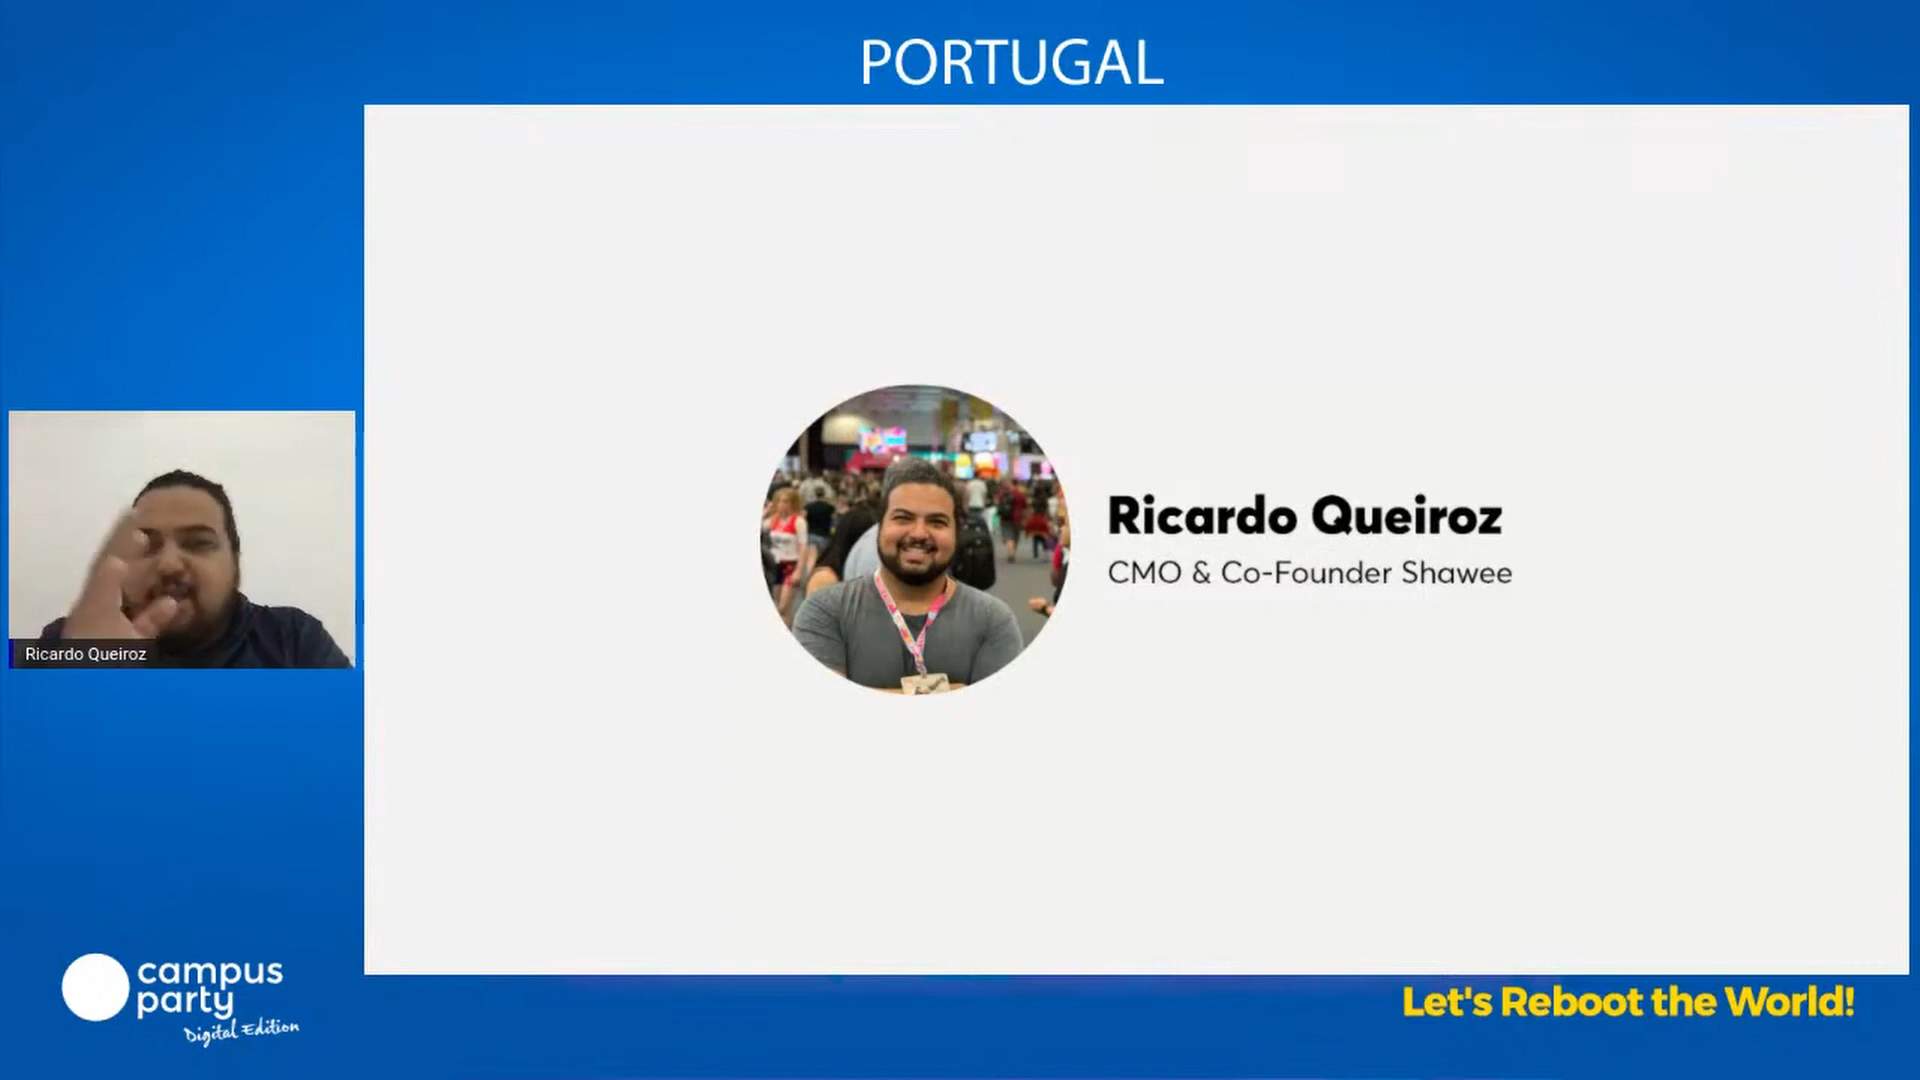 PORTUGAL
Ricardo Queiroz
CMO & Co-Founder Shawee
Ricardo Queiroz
campus
party
Digital Edition
Let's Reboot the World!